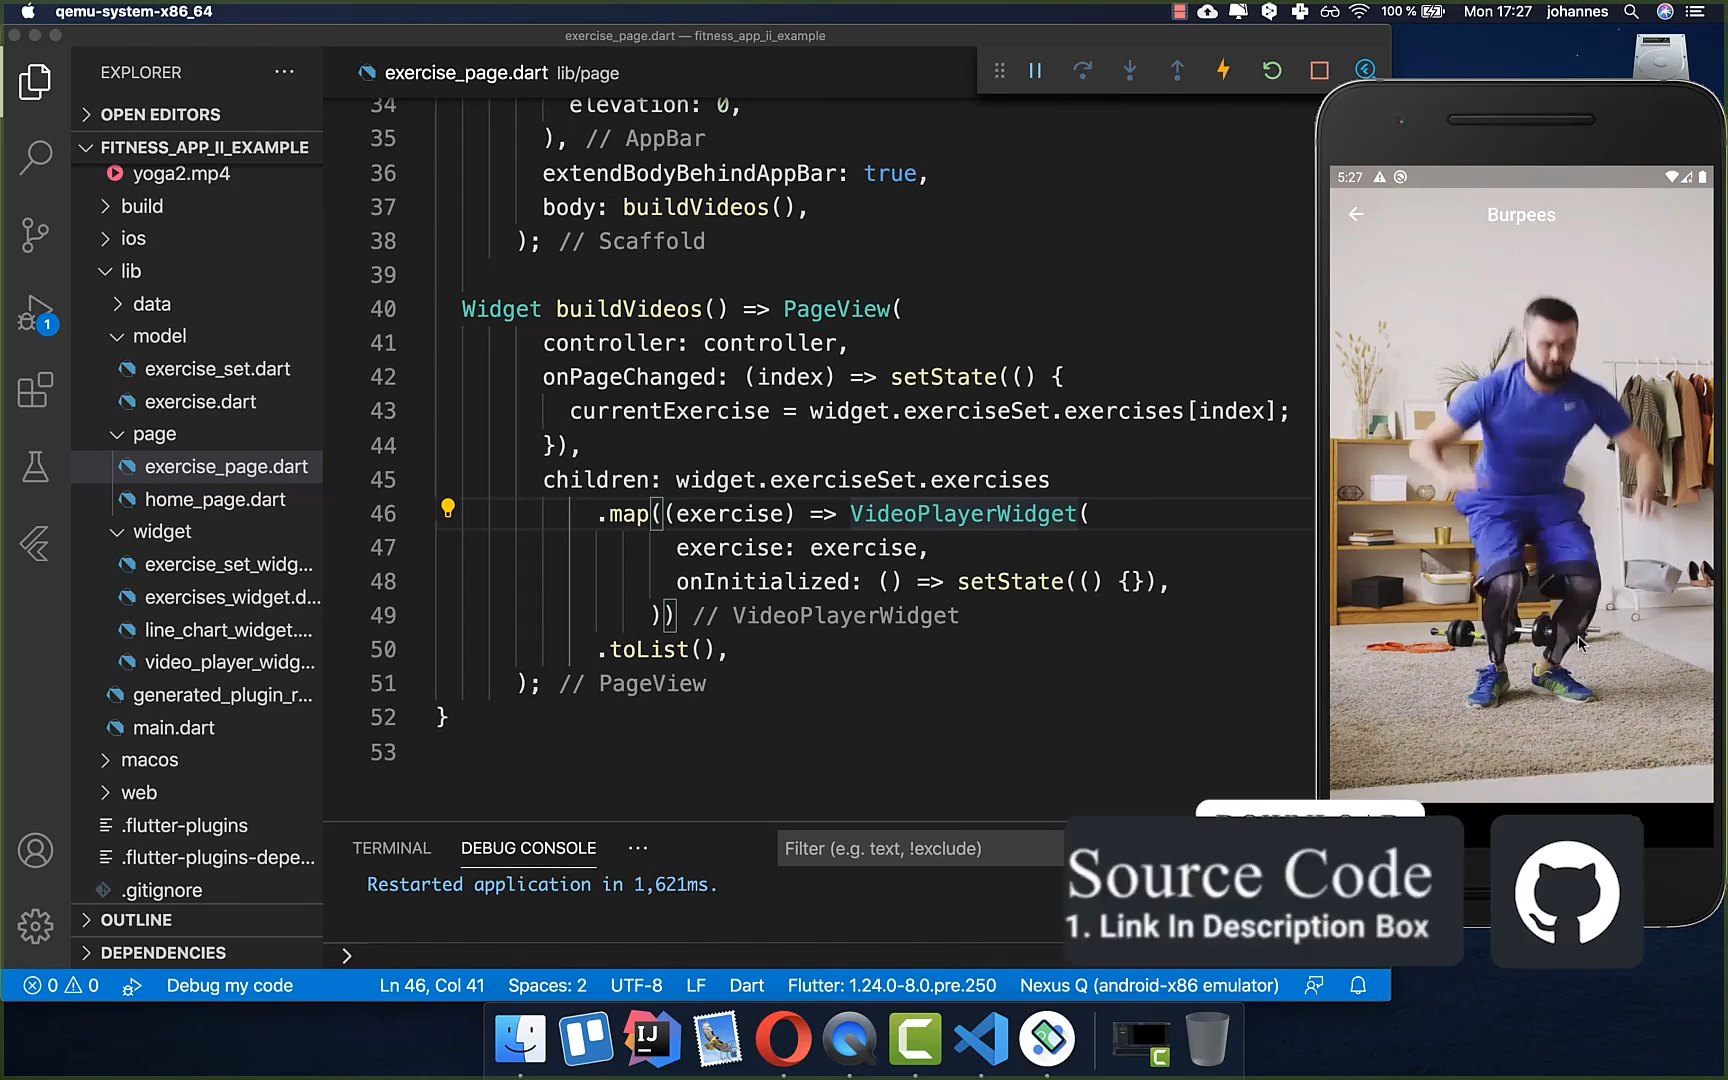 qemu-system-x86_64
100 %
Mon 17:27
johannes
exercise_page.dart — fitness_app_ii_example
EXPLORER
OPEN EDITORS
FITNESS_APP_II_EXAMPLE
yoga2.mp4
build
ios
lib
data
model
exercise_set.dart
exercise.dart
page
exercise_page.dart
home_page.dart
widget
exercise_set_widg...
exercises_widget.d...
line_chart_widget....
video_player_widg...
generated_plugin_r...
main.dart
macos
web
.flutter-plugins
.flutter-plugins-depe...
.gitignore
OUTLINE
DEPENDENCIES
1
exercise_page.dart lib/page
34 elevation: 0,
35 ), // AppBar
36 extendBodyBehindAppBar: true,
37 body: buildVideos(),
38 ); // Scaffold
39
40 Widget buildVideos() => PageView(
41 controller: controller,
42 onPageChanged: (index) => setState(() {
43 currentExercise = widget.exerciseSet.exercises[index];
44 }),
45 children: widget.exerciseSet.exercises
46 .map((exercise) => VideoPlayerWidget(
47 exercise: exercise,
48 onInitialized: () => setState(() {}),
49 )) // VideoPlayerWidget
50 .toList(),
51 ); // PageView
52 }
53
TERMINAL
DEBUG CONSOLE
Filter (e.g. text, !exclude)
Restarted application in 1,621ms.
5:27
Burpees
Source Code
1. Link In Description Box
0 0
Debug my code
Ln 46, Col 41
Spaces: 2
UTF-8
LF
Dart
Flutter: 1.24.0-8.0.pre.250
Nexus Q (android-x86 emulator)
IJ